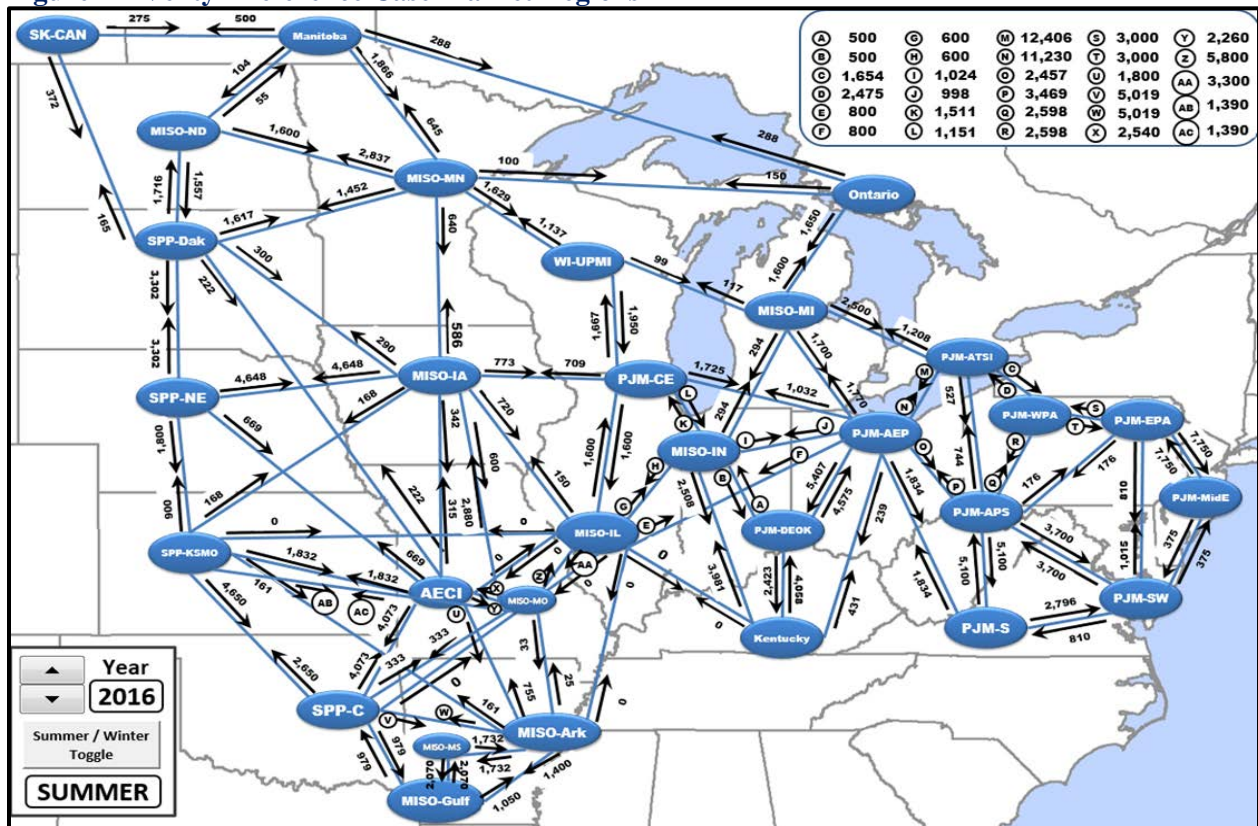 Reference Case Market Regions
SK-CAN
275
500
Manitoba
288
A 500
B 500
C 1,654
D 2,475
E 800
F 800
G 600
H 600
I 1,024
J 998
K 1,511
L 1,151
M 12,406
N 11,230
O 2,457
P 3,469
Q 2,598
R 2,598
S 3,000
T 3,000
U 1,800
V 5,019
W 5,019
X 2,540
Y 2,260
Z 5,800
AA 3,300
AB 1,390
AC 1,390
372
104
55
1,866
645
288
MISO-ND
1,600
2,837
MISO-MN
100
150
Ontario
1,716
1,557
1,452
1,617
165
SPP-Dak
640
1,629
1,137
1,650
1,600
300
222
WI-UPMI
99
117
3,302
3,302
MISO-MI
2,500
1,208
1,667
1,950
586
290
294
1,700
1,770
PJM-ATSI
C
D
M
N
SPP-NE
4,648
4,648
MISO-IA
773
709
PJM-CE
1,725
1,032
168
342
720
L
K
294
527
744
PJM-WPA
S
T
PJM-EPA
1,800
669
MISO-IN
I
J
PJM-AEP
R
Q
O
P
7,750
7,750
PJM-MidE
600
2,880
150
1,600
1,600
H
G
F
B
A
5,407
4,575
1,834
176
176
810
1,015
900
168
222
315
2,508
PJM-APS
375
375
SPP-KSMO
0
0
MISO-IL
E
PJM-DEOK
239
3,700
3,700
1,832
1,832
669
0
0
Z
AA
0
0
0
3,981
2,423
4,058
1,834
5,100
5,100
4,650
161
AB
AC
AECI
X
Y
MISO-MO
U
PJM-SW
0
Kentucky
431
PJM-S
2,796
810
4,073
4,073
333
333
33
25
0
2,650
0
755
161
SPP-C
V
W
MISO-Ark
979
979
MISO-MS
1,732
1,732
2,070
2,070
1,400
1,050
MISO-Gulf
Year
2016
Summer / Winter
Toggle
SUMMER